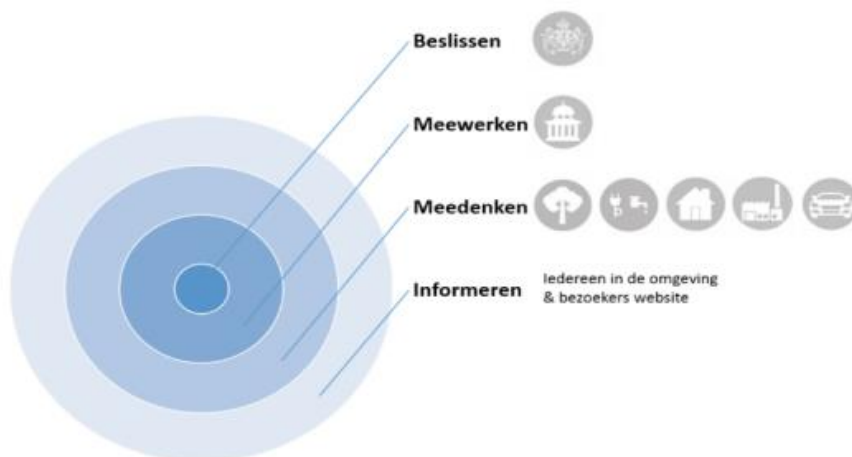 Beslissen
Meewerken
Meedenken
Informeren
Iedereen in de omgeving
& bezoekers website